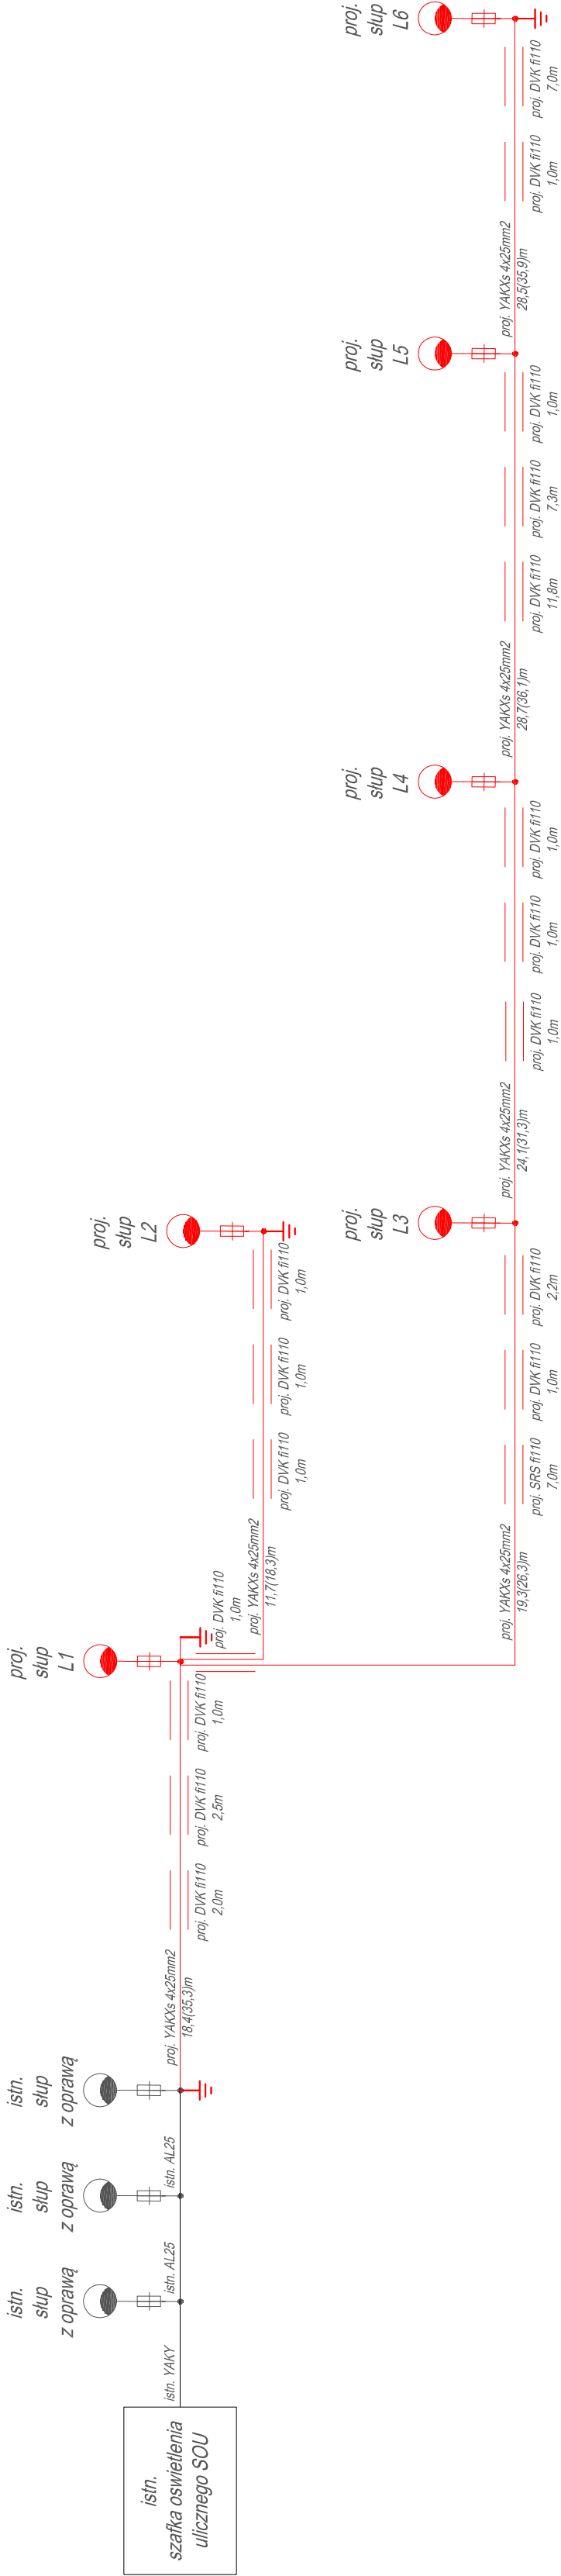 istn.
szafka oswietlenia
ulicznego SOU
istn. YAKY
istn.
słup
z oprawą
istn. AL25
istn.
słup
z oprawą
istn. AL25
istn.
słup
z oprawą
proj. YAKXs 4x25mm2
18,4(35,3)m
proj. DVK fi110
2,0m
proj. DVK fi110
2,5m
proj. DVK fi110
1,0m
proj.
słup
L1
proj. DVK fi110
1,0m
proj. YAKXs 4x25mm2
11,7(18,3)m
proj. DVK fi110
1,0m
proj. DVK fi110
1,0m
proj. DVK fi110
1,0m
proj.
słup
L2
proj. YAKXs 4x25mm2
19,3(26,3)m
proj. SRS fi110
7,0m
proj. DVK fi110
1,0m
proj. DVK fi110
2,2m
proj.
słup
L3
proj. YAKXs 4x25mm2
24,1(31,3)m
proj. DVK fi110
1,0m
proj. DVK fi110
1,0m
proj. DVK fi110
1,0m
proj.
słup
L4
proj. YAKXs 4x25mm2
28,7(36,1)m
proj. DVK fi110
11,8m
proj. DVK fi110
7,3m
proj. DVK fi110
1,0m
proj.
słup
L5
proj. YAKXs 4x25mm2
28,5(35,9)m
proj. DVK fi110
1,0m
proj. DVK fi110
7,0m
proj.
słup
L6